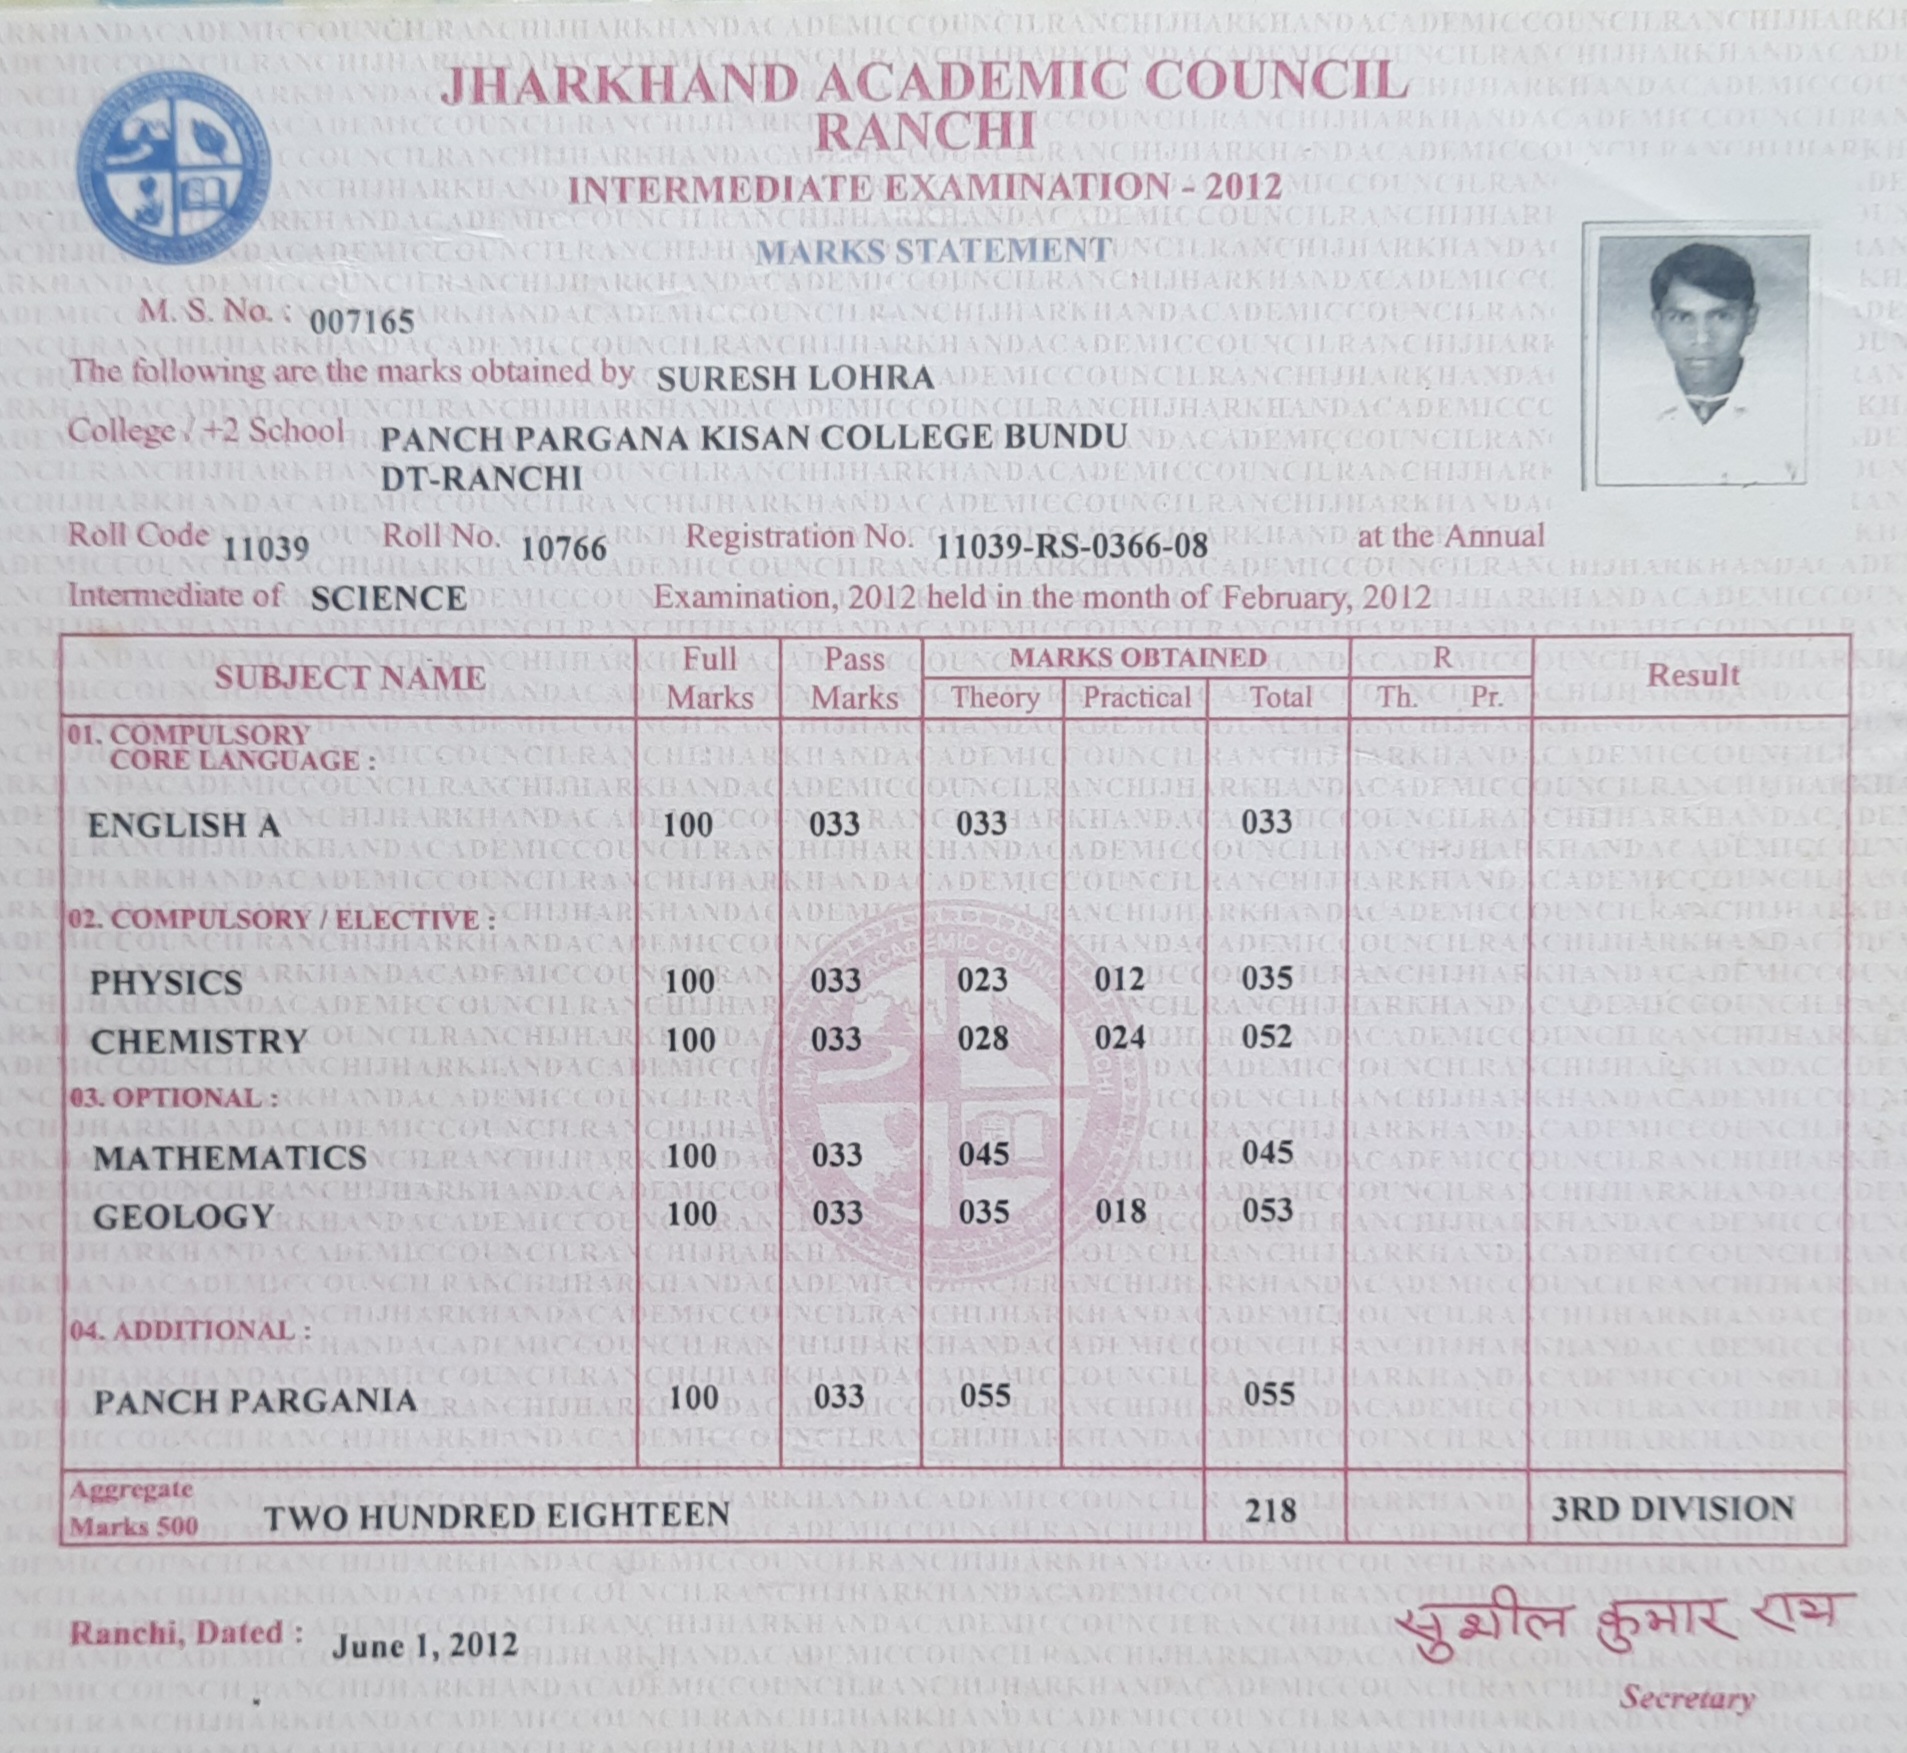 JHARKHAND ACADEMIC COUNCIL
RANCHI
INTERMEDIATE EXAMINATION - 2012
MARKS STATEMENT
M. S. No. : 007165
The following are the marks obtained by SURESH LOHRA
College / +2 School PANCH PARGANA KISAN COLLEGE BUNDU
DT-RANCHI
Roll Code 11039 Roll No. 10766 Registration No. 11039-RS-0366-08 at the Annual
Intermediate of SCIENCE Examination, 2012 held in the month of February, 2012
SUBJECT NAME Full Marks Pass Marks MARKS OBTAINED R Result
Theory Practical Total Th. Pr.
01. COMPULSORY
CORE LANGUAGE :
ENGLISH A 100 033 033 033
02. COMPULSORY / ELECTIVE :
PHYSICS 100 033 023 012 035
CHEMISTRY 100 033 028 024 052
03. OPTIONAL :
MATHEMATICS 100 033 045 045
GEOLOGY 100 033 035 018 053
04. ADDITIONAL :
PANCH PARGANIA 100 033 055 055
Aggregate
Marks 500 TWO HUNDRED EIGHTEEN 218 3RD DIVISION
Ranchi, Dated : June 1, 2012
सुशील कुमार राय
Secretary